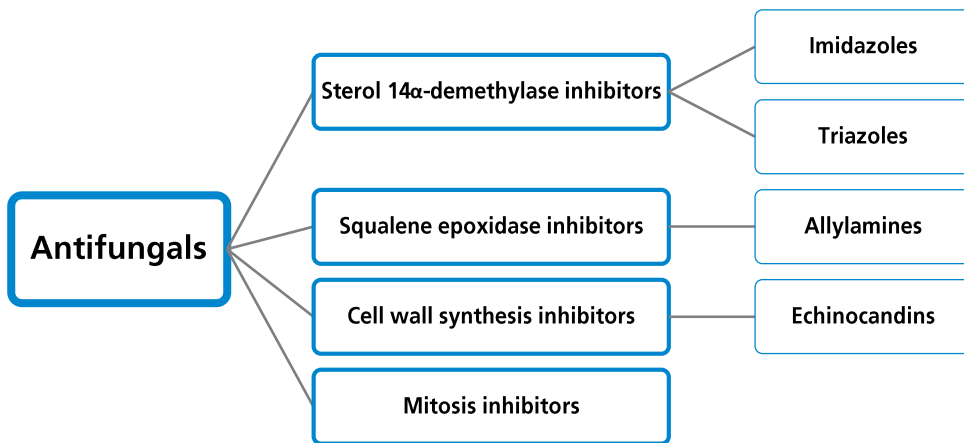 Antifungals
Sterol 14α-demethylase inhibitors
Imidazoles
Triazoles
Squalene epoxidase inhibitors
Allylamines
Cell wall synthesis inhibitors
Echinocandins
Mitosis inhibitors